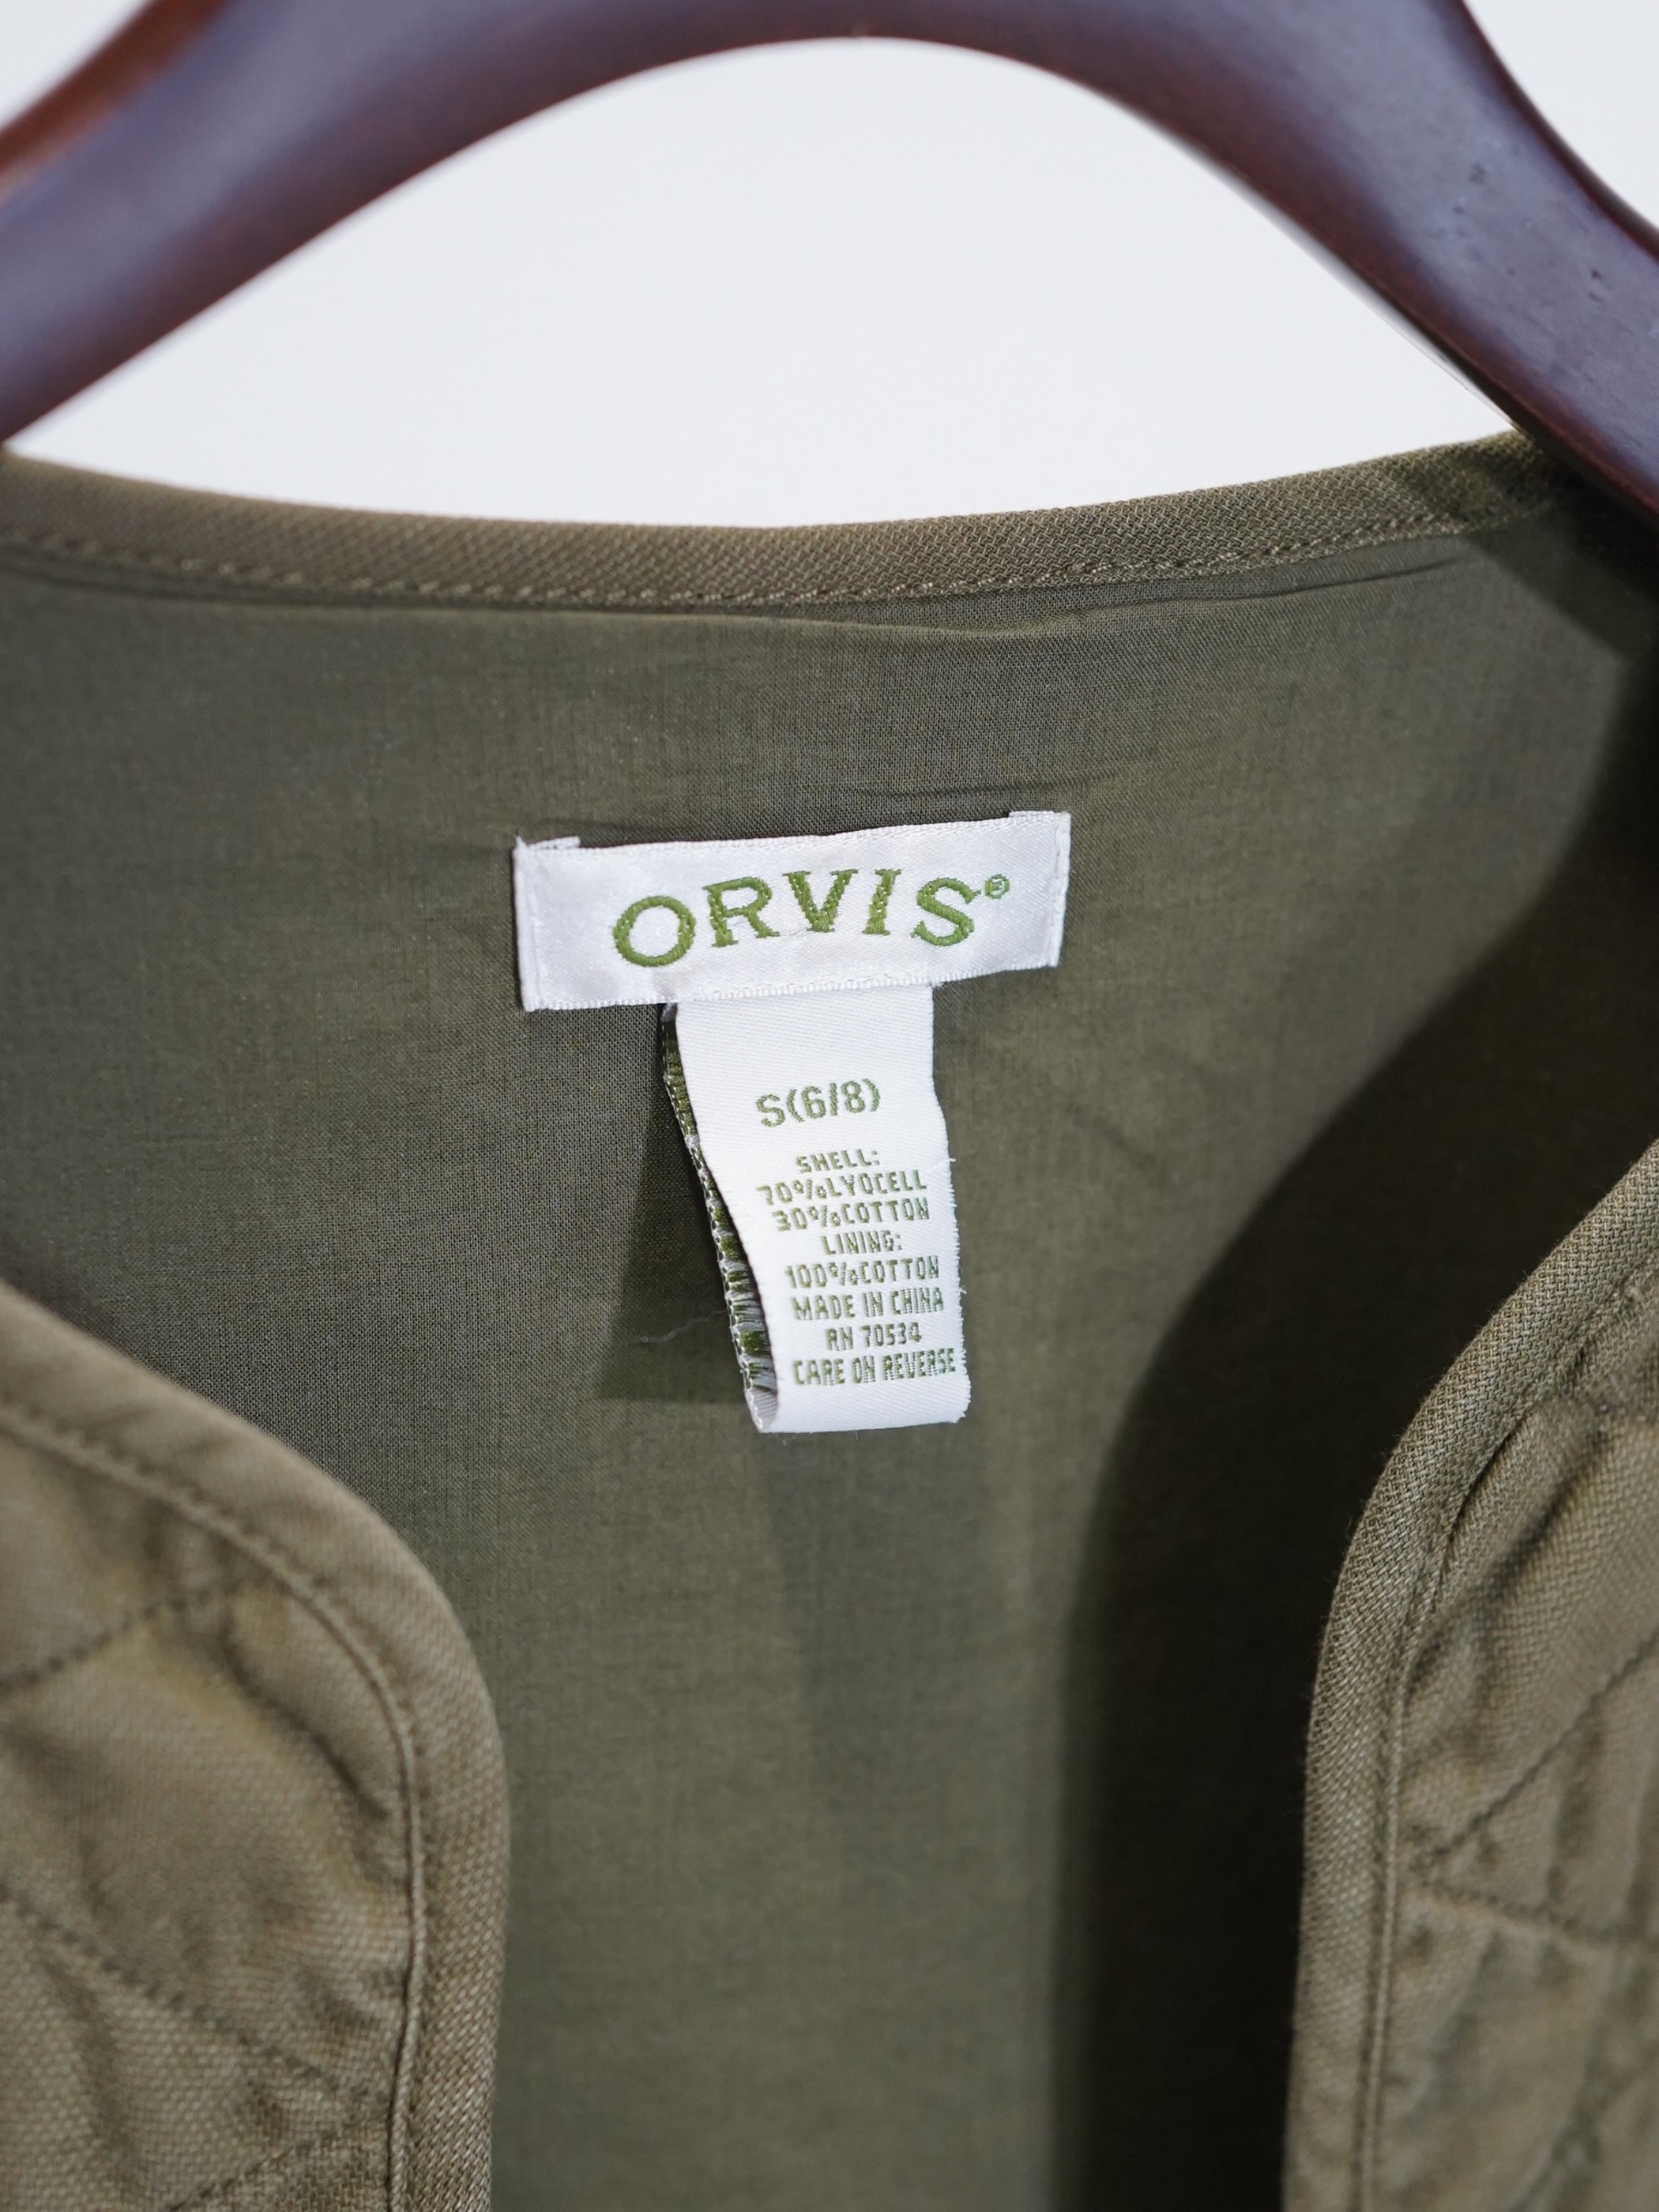 ORVIS®
S(6/8)
SHELL:
70%LYOCELL
30%COTTON
LINING:
100%COTTON
MADE IN CHINA
RN 70534
CARE ON REVERSE